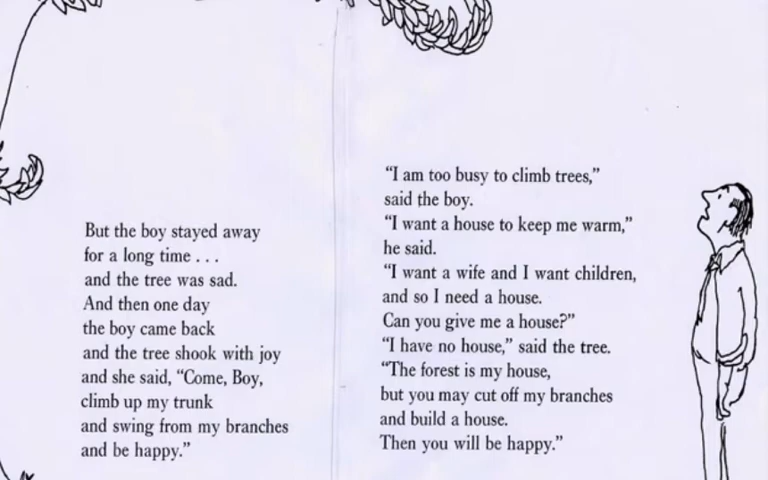 But the boy stayed away
for a long time . . .
and the tree was sad.
And then one day
the boy came back
and the tree shook with joy
and she said, “Come, Boy,
climb up my trunk
and swing from my branches
and be happy.”
“I am too busy to climb trees,”
said the boy.
“I want a house to keep me warm,”
he said.
“I want a wife and I want children,
and so I need a house.
Can you give me a house?”
“I have no house,” said the tree.
“The forest is my house,
but you may cut off my branches
and build a house.
Then you will be happy.”